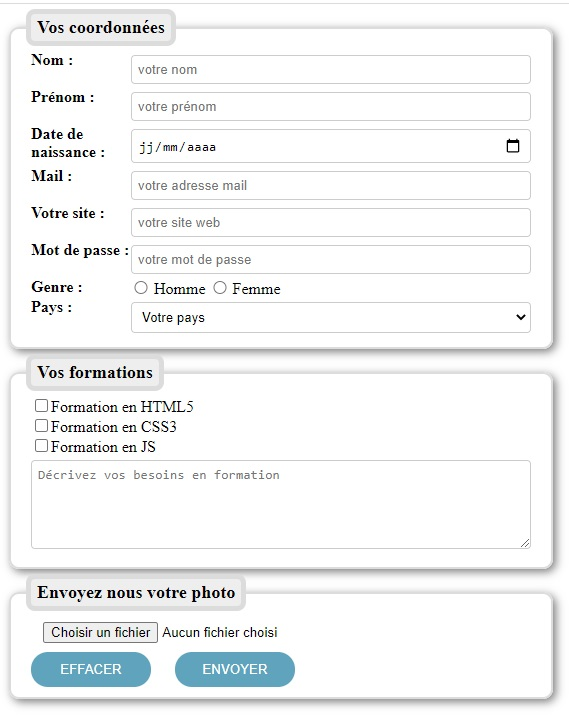 Vos coordonnées
Nom :
votre nom
Prénom :
votre prénom
Date de
naissance :
jj/mm/aaaa
Mail :
votre adresse mail
Votre site :
votre site web
Mot de passe :
votre mot de passe
Genre :
Homme Femme
Pays :
Votre pays
Vos formations
Formation en HTML5
Formation en CSS3
Formation en JS
Décrivez vos besoins en formation
Envoyez nous votre photo
Choisir un fichier Aucun fichier choisi
EFFACER ENVOYER